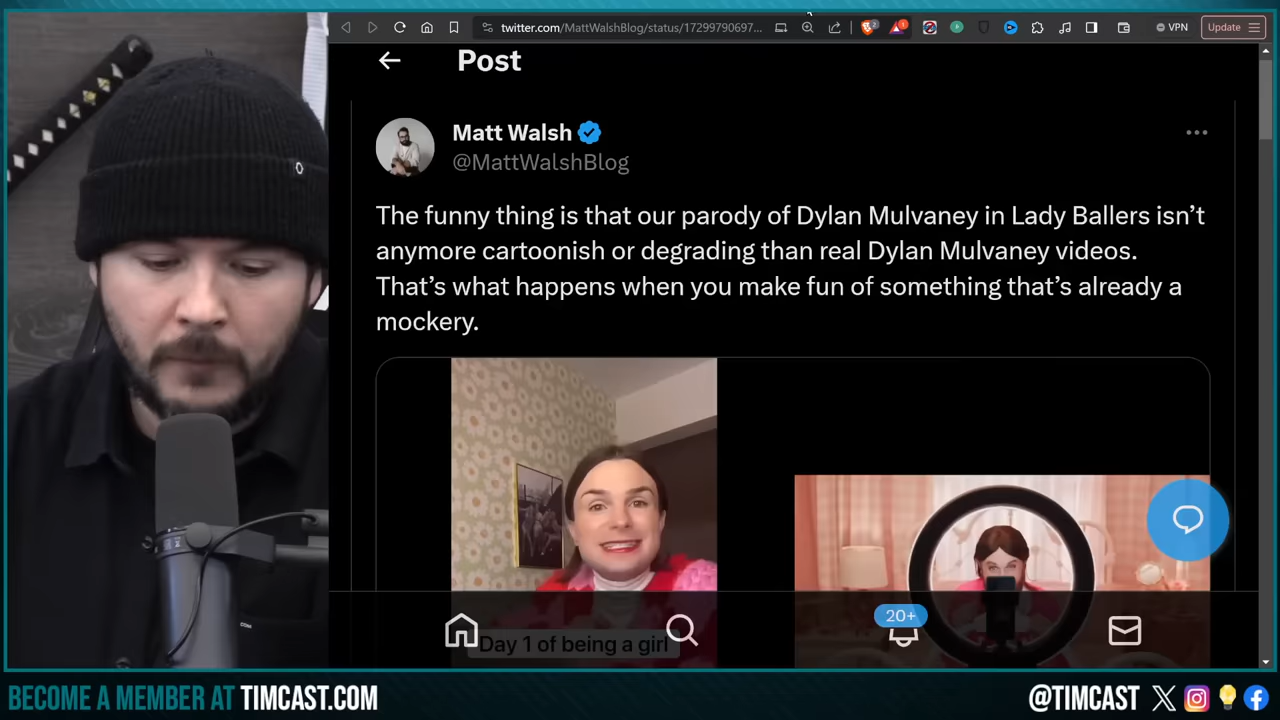 twitter.com/MattWalshBlog/status/17299790697...
2
1
VPN
Update
Post
Matt Walsh
@MattWalshBlog
The funny thing is that our parody of Dylan Mulvaney in Lady Ballers isn’t
anymore cartoonish or degrading than real Dylan Mulvaney videos.
That’s what happens when you make fun of something that’s already a
mockery.
20+
Day 1 of being a girl
BECOME A MEMBER AT TIMCAST.COM
@TIMCAST